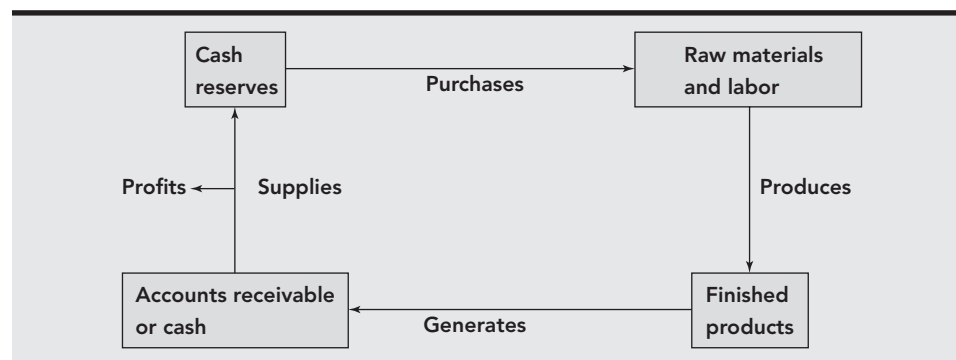 Cash
reserves
Purchases
Raw materials
and labor
Profits
Supplies
Produces
Accounts receivable
or cash
Generates
Finished
products